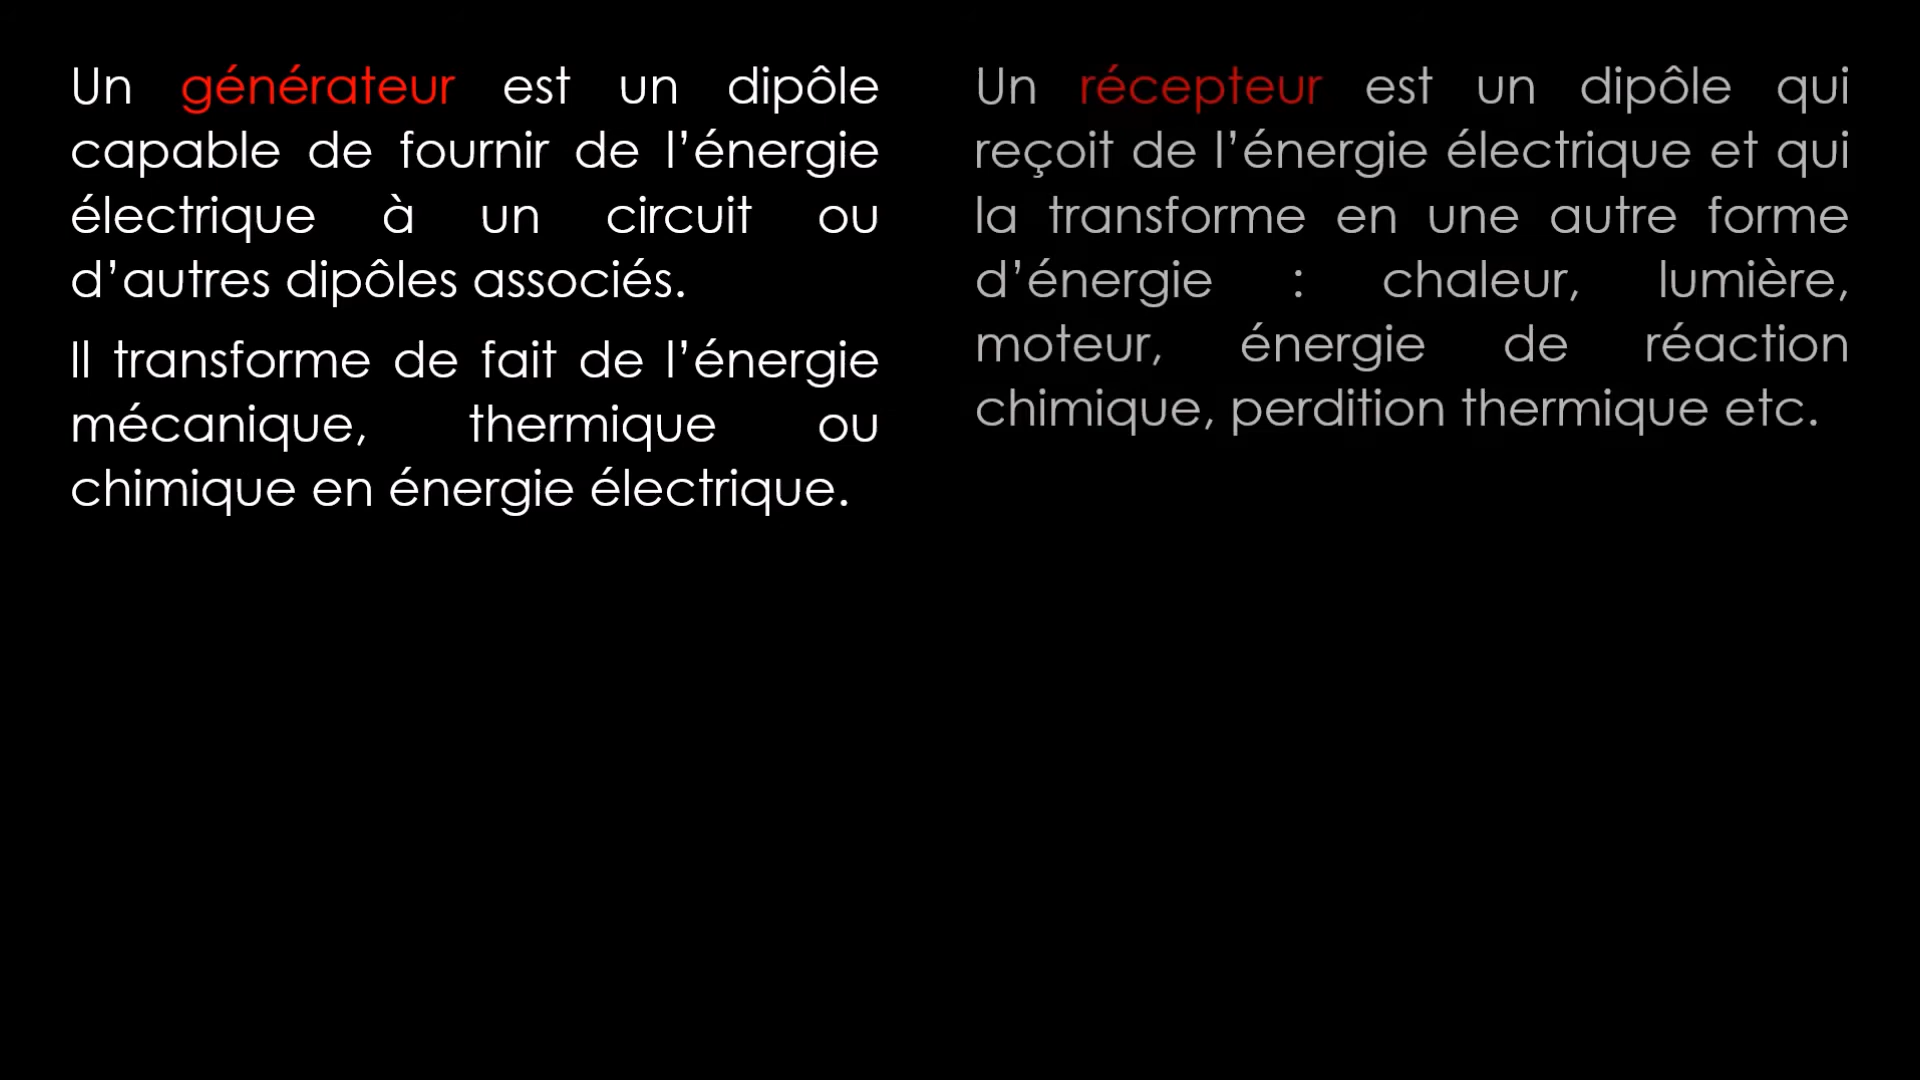 Un générateur est un dipôle
capable de fournir de l’énergie
électrique à un circuit ou
d’autres dipôles associés.
Il transforme de fait de l’énergie
mécanique, thermique ou
chimique en énergie électrique.
Un récepteur est un dipôle qui
reçoit de l’énergie électrique et qui
la transforme en une autre forme
d’énergie : chaleur, lumière,
moteur, énergie de réaction
chimique, perdition thermique etc.